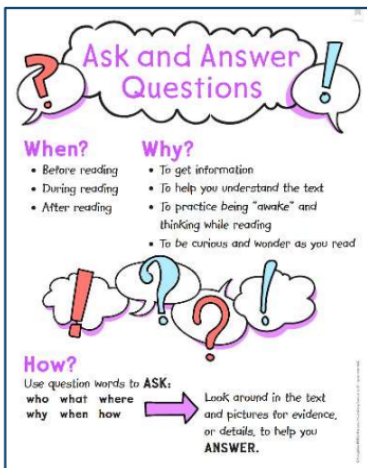 Ask and Answer
Questions
When?
• Before reading
• During reading
• After reading
Why?
• To get information
• To help you understand the text
• To practice being "awake" and
thinking while reading
• To be curious and wonder as you read
How?
Use question words to ASK:
who what where
why when how
Look around in the text
and pictures for evidence,
or details, to help you
ANSWER.